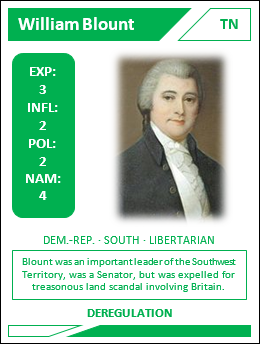 William Blount TN
EXP:
3
INFL:
2
POL:
2
NAM:
4
DEM.-REP. · SOUTH · LIBERTARIAN
Blount was an important leader of the Southwest
Territory, was a Senator, but was expelled for
treasonous land scandal involving Britain.
DEREGULATION